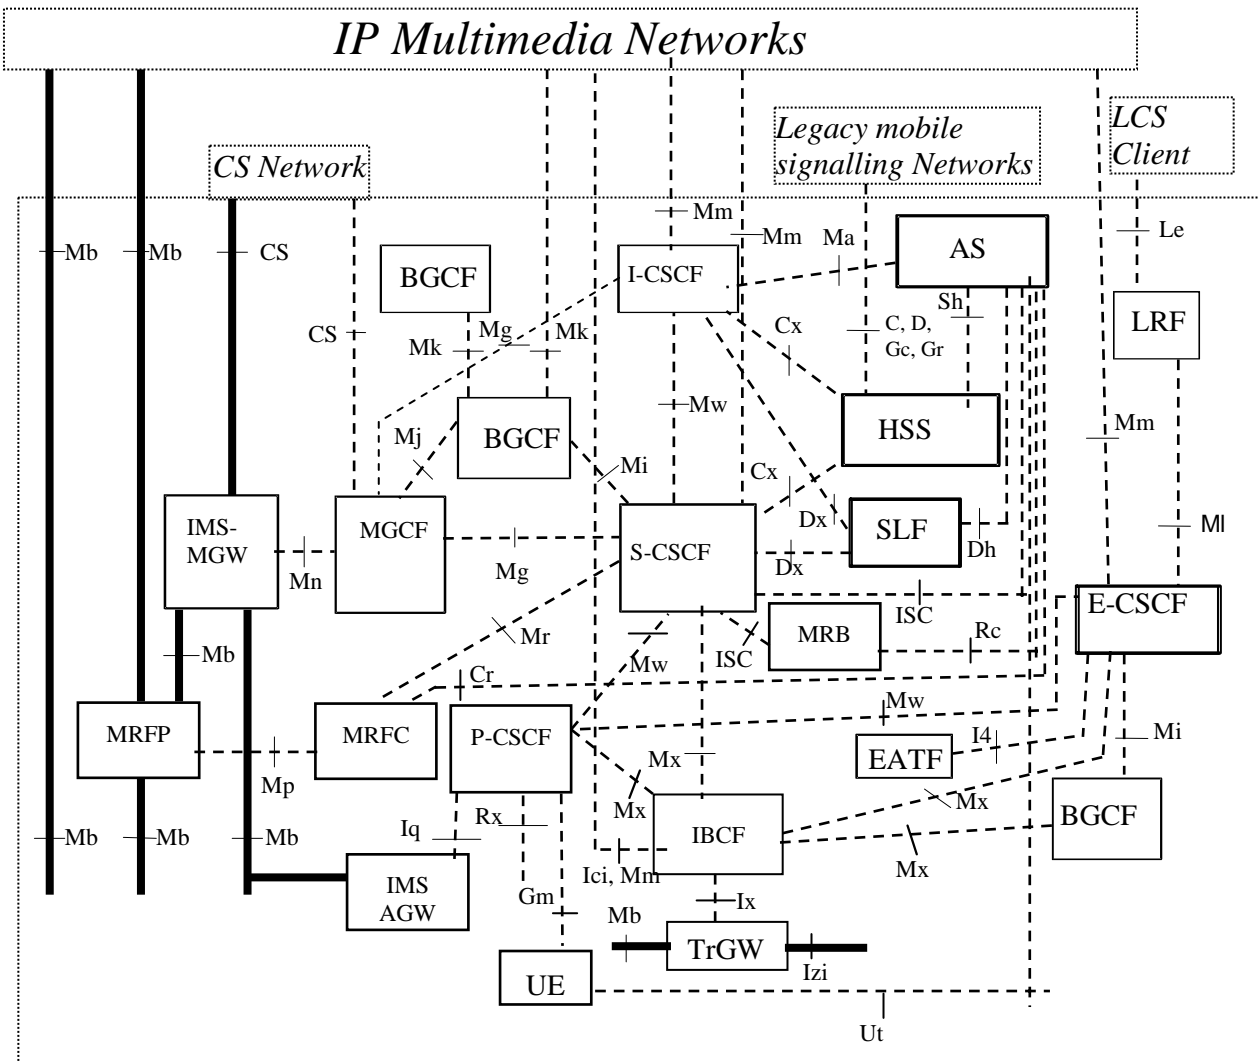 IP Multimedia Networks
LCS
Client
Legacy mobile
signalling Networks
CS Network
Mm
Mm
Ma
AS
Le
Mb
Mb
CS
BGCF
I-CSCF
Sh
LRF
CS
Mk
Mg
Mk
Cx
C, D,
Gc, Gr
Mw
HSS
Mm
Mj
BGCF
Mi
Cx
IMS-
MGW
MGCF
Dx
SLF
Ml
S-CSCF
Mn
Mg
Dx
Dh
E-CSCF
ISC
Mr
MRB
Rc
Mb
Mw
ISC
Cr
Mw
MRFP
MRFC
P-CSCF
I4
Mi
EATF
Mx
Mp
Mx
Mx
BGCF
Rx
Iq
IBCF
Mb
Mb
Mb
Mx
Ici, Mm
IMS
AGW
Gm
Ix
Mb
TrGW
Izi
UE
Ut